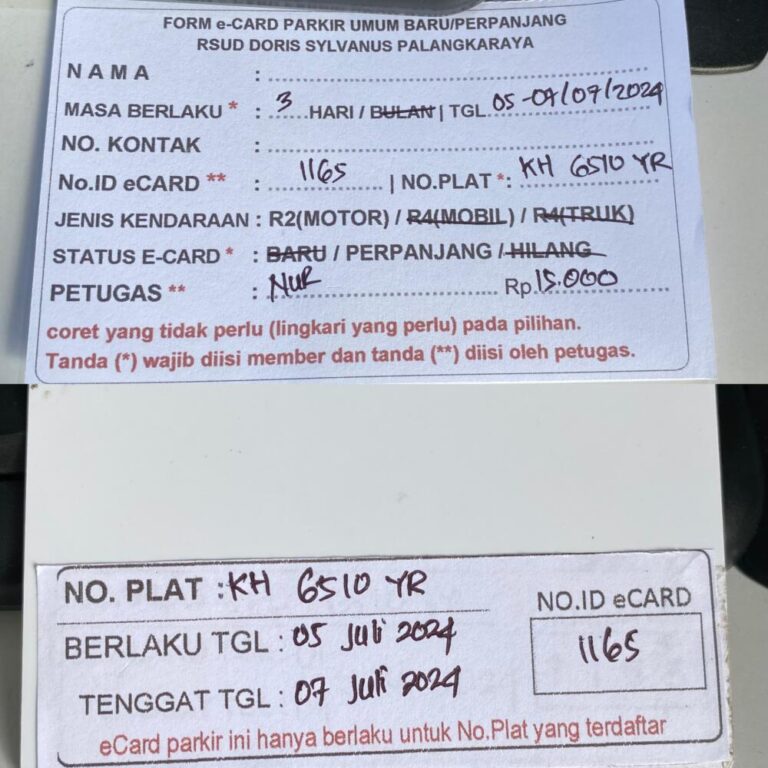 FORM e-CARD PARKIR UMUM BARU/PERPANJANG
RSUD DORIS SYLVANUS PALANGKARAYA
NAMA :
MASA BERLAKU * : 3 HARI / BULAN | TGL 05-07/07/2024
NO. KONTAK :
No.ID eCARD ** : 1165 | NO.PLAT *: KH 6510 YR
JENIS KENDARAAN : R2(MOTOR) / R4(MOBIL) / R4(TRUK)
STATUS E-CARD * : BARU / PERPANJANG / HILANG
PETUGAS ** : NUR Rp.15.000
coret yang tidak perlu (lingkari yang perlu) pada pilihan.
Tanda (*) wajib diisi member dan tanda (**) diisi oleh petugas.
NO. PLAT : KH 6510 YR
BERLAKU TGL : 05 Juli 2024
TENGGAT TGL : 07 Juli 2024
NO.ID eCARD
1165
eCard parkir ini hanya berlaku untuk No.Plat yang terdaftar